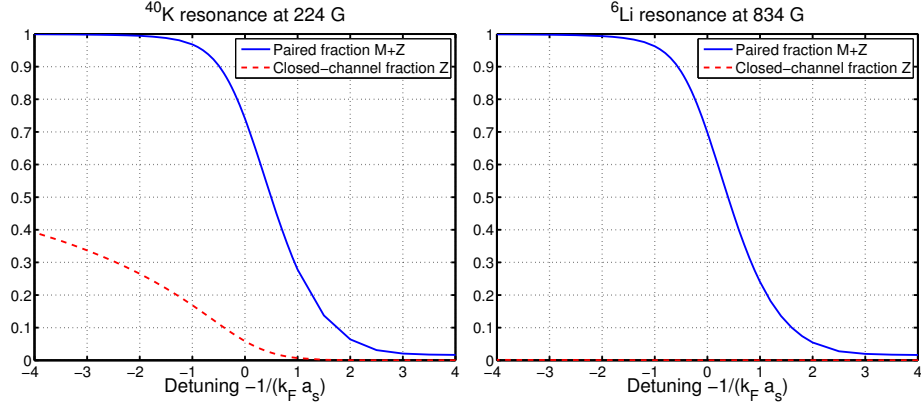 ⁴⁰K resonance at 224 G
1
0.9
0.8
0.7
0.6
0.5
0.4
0.3
0.2
0.1
0
−4 −3 −2 −1 0 1 2 3 4
Paired fraction M+Z
Closed−channel fraction Z
Detuning −1/(k_F a_s)
⁶Li resonance at 834 G
1
0.9
0.8
0.7
0.6
0.5
0.4
0.3
0.2
0.1
0
−4 −3 −2 −1 0 1 2 3 4
Paired fraction M+Z
Closed−channel fraction Z
Detuning −1/(k_F a_s)